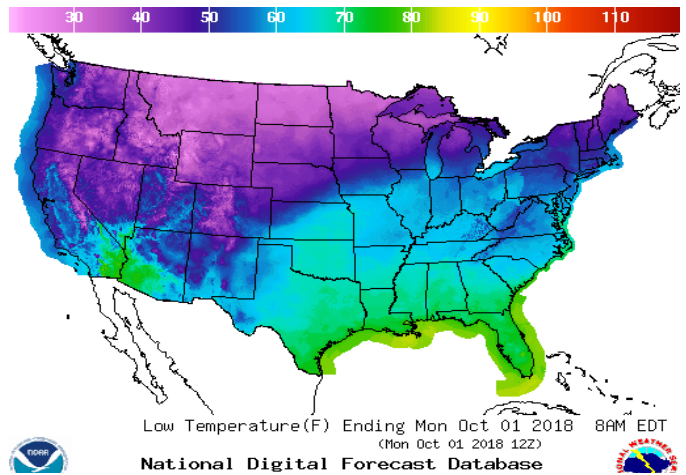 30 40 50 60 70 80 90 100 110
Low Temperature(F) Ending Mon Oct 01 2018 8AM EDT
(Mon Oct 01 2018 12Z)
National Digital Forecast Database
NOAA